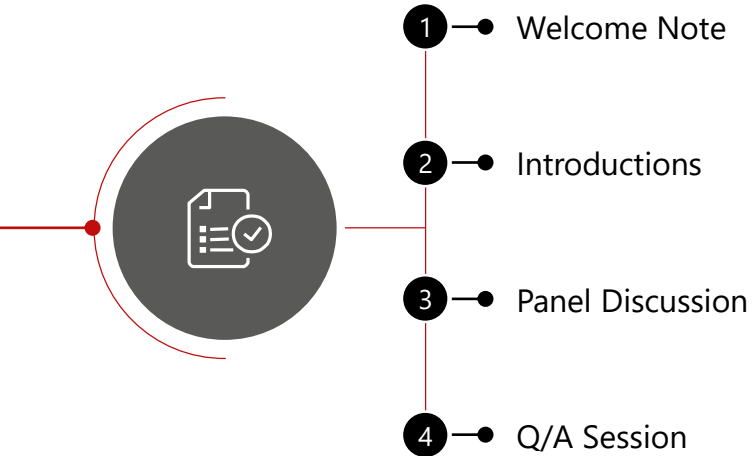 1 Welcome Note
2 Introductions
3 Panel Discussion
4 Q/A Session